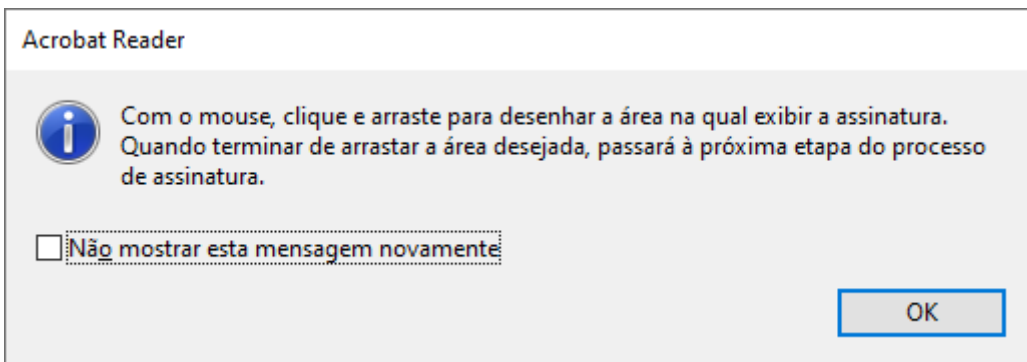 Acrobat Reader
Com o mouse, clique e arraste para desenhar a área na qual exibir a assinatura.
Quando terminar de arrastar a área desejada, passará à próxima etapa do processo
de assinatura.
Não mostrar esta mensagem novamente
OK